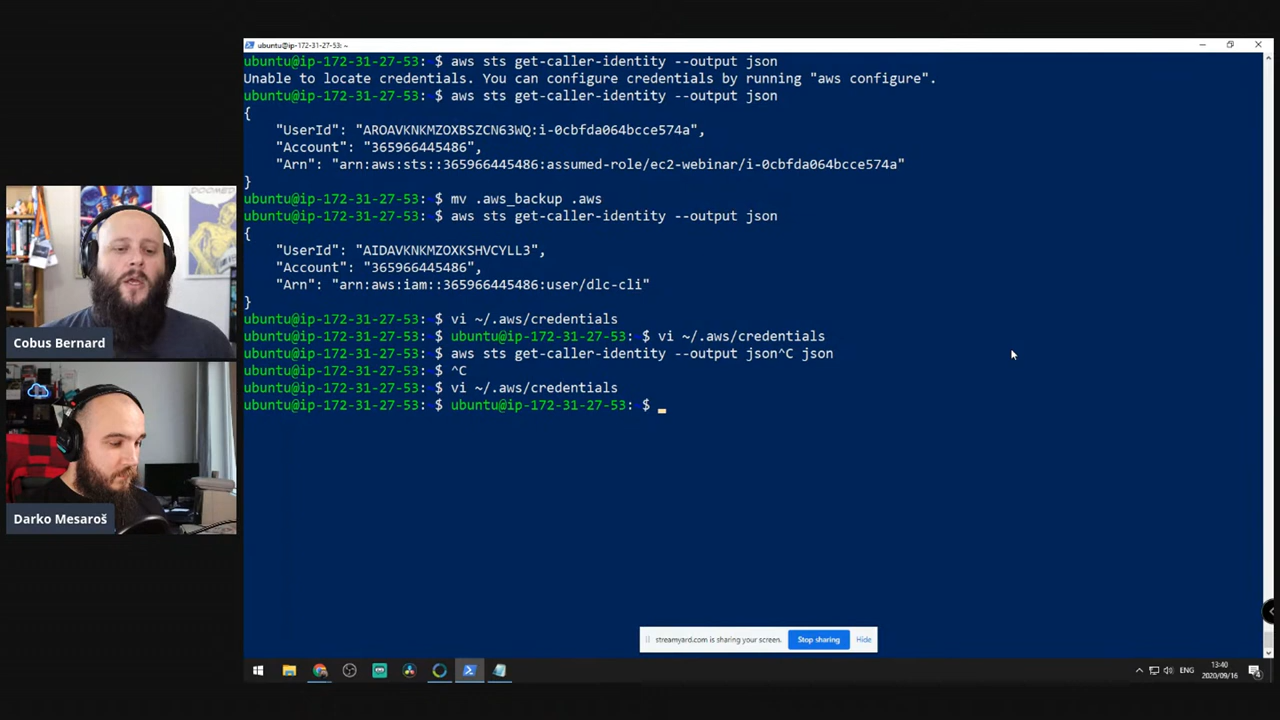 ubuntu@ip-172-31-27-53: ~
ubuntu@ip-172-31-27-53: $ aws sts get-caller-identity --output json
Unable to locate credentials. You can configure credentials by running "aws configure".
ubuntu@ip-172-31-27-53: $ aws sts get-caller-identity --output json
{
"UserId": "AROAVKNKMZOXBSZCN63WQ:i-0cbfda064bcce574a",
"Account": "365966445486",
"Arn": "arn:aws:sts::365966445486:assumed-role/ec2-webinar/i-0cbfda064bcce574a"
}
ubuntu@ip-172-31-27-53: $ mv .aws_backup .aws
ubuntu@ip-172-31-27-53: $ aws sts get-caller-identity --output json
{
"UserId": "AIDAVKNKMZOXKSHVCYLL3",
"Account": "365966445486",
"Arn": "arn:aws:iam::365966445486:user/dlc-cli"
}
ubuntu@ip-172-31-27-53: $ vi ~/.aws/credentials
ubuntu@ip-172-31-27-53: $ ubuntu@ip-172-31-27-53: $ vi ~/.aws/credentials
ubuntu@ip-172-31-27-53: $ aws sts get-caller-identity --output json^C json
ubuntu@ip-172-31-27-53: $ ^C
ubuntu@ip-172-31-27-53: $ vi ~/.aws/credentials
ubuntu@ip-172-31-27-53: $ ubuntu@ip-172-31-27-53: $
DOOMED
Cobus Bernard
Darko Mesaroš
streamyard.com is sharing your screen.
Stop sharing
Hide
ENG
13:40
2020/09/16
4